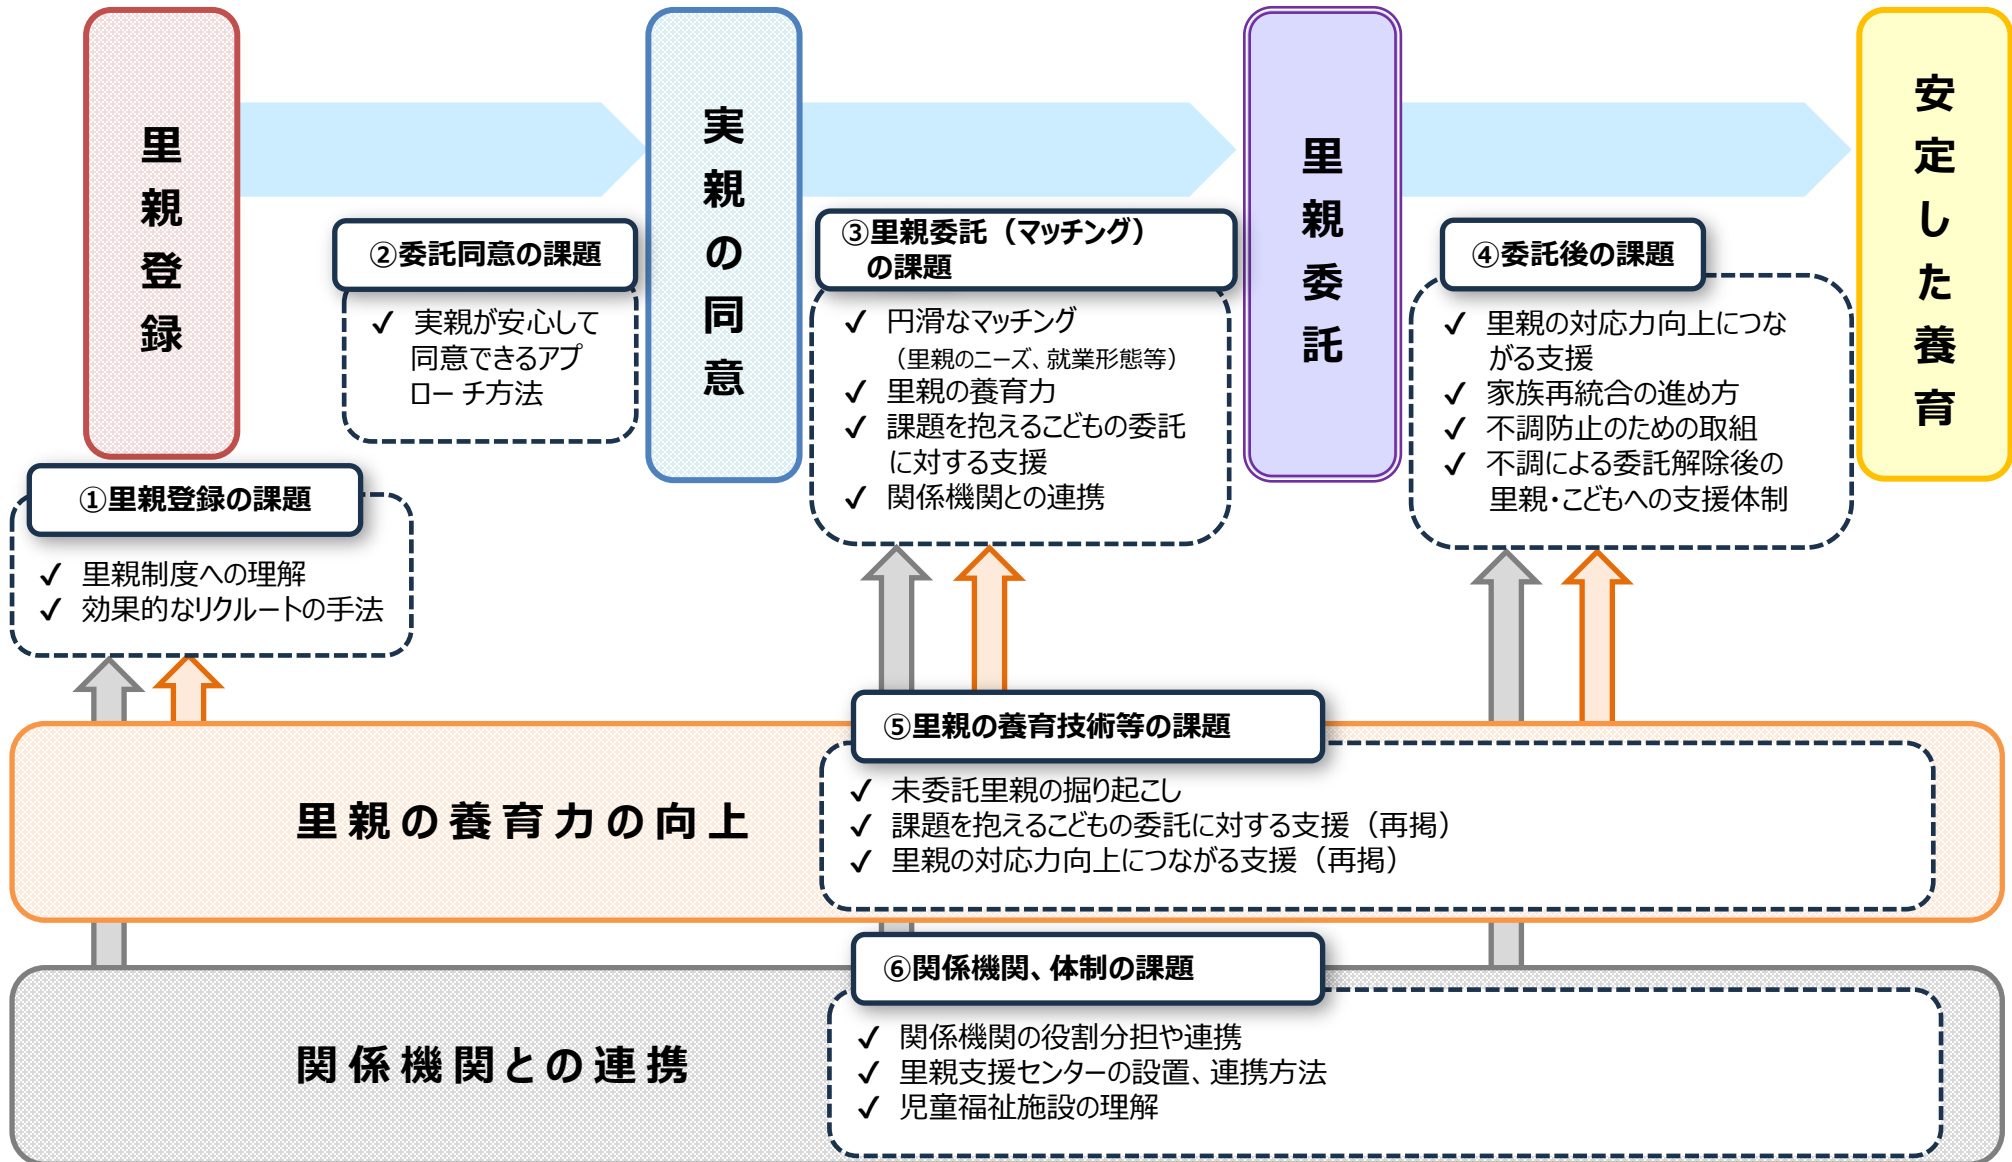 里親登録
実親の同意
里親委託
安定した養育
②委託同意の課題
✓ 実親が安心して
同意できるアプ
ローチ方法
③里親委託（マッチング）
の課題
✓ 円滑なマッチング
（里親のニーズ、就業形態等）
✓ 里親の養育力
✓ 課題を抱えるこどもの委託
に対する支援
✓ 関係機関との連携
④委託後の課題
✓ 里親の対応力向上につな
がる支援
✓ 家族再統合の進め方
✓ 不調防止のための取組
✓ 不調による委託解除後の
里親・こどもへの支援体制
①里親登録の課題
✓ 里親制度への理解
✓ 効果的なリクルートの手法
里親の養育力の向上
⑤里親の養育技術等の課題
✓ 未委託里親の掘り起こし
✓ 課題を抱えるこどもの委託に対する支援（再掲）
✓ 里親の対応力向上につながる支援（再掲）
関係機関との連携
⑥関係機関、体制の課題
✓ 関係機関の役割分担や連携
✓ 里親支援センターの設置、連携方法
✓ 児童福祉施設の理解